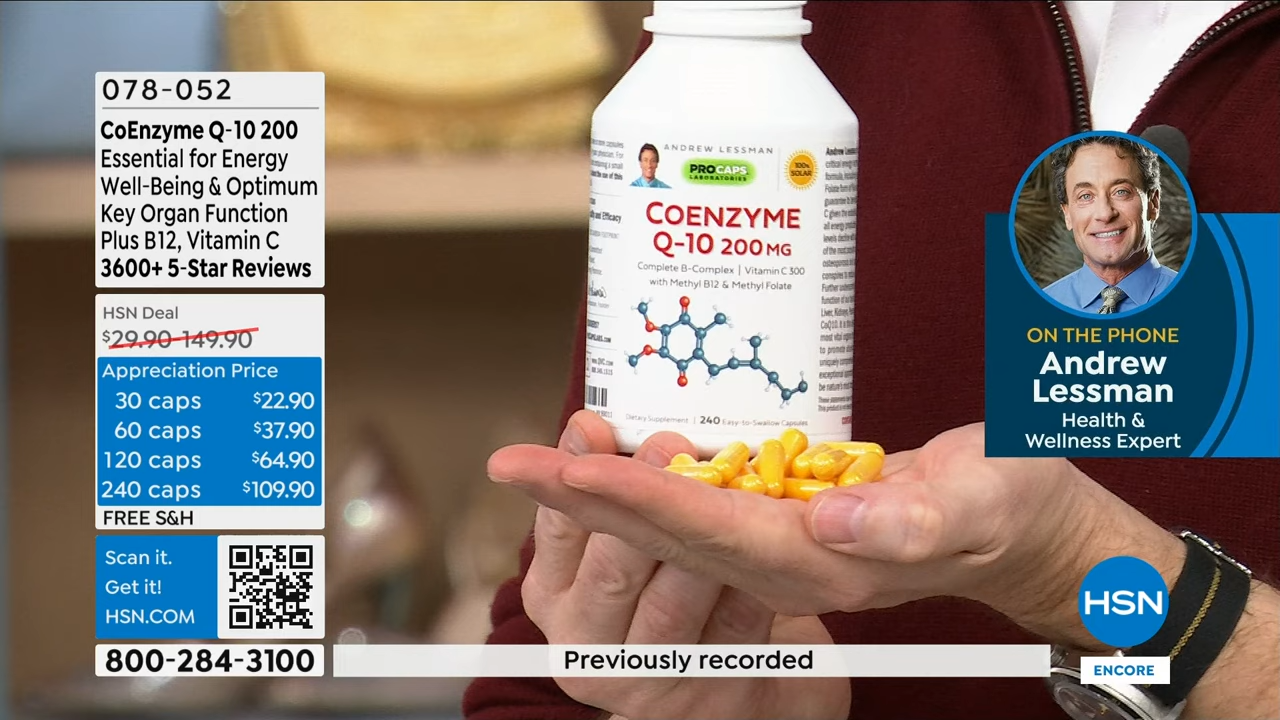 078-052
CoEnzyme Q-10 200
Essential for Energy
Well-Being & Optimum
Key Organ Function
Plus B12, Vitamin C
3600+ 5-Star Reviews
HSN Deal
$29.90-149.90
Appreciation Price
30 caps $22.90
60 caps $37.90
120 caps $64.90
240 caps $109.90
FREE S&H
Scan it.
Get it!
HSN.COM
800-284-3100
Previously recorded
ANDREW LESSMAN
PROCAPS
LABORATORIES
100%
SOLAR
COENZYME
Q-10 200 MG
Complete B-Complex | Vitamin C 300
with Methyl B12 & Methyl Folate
Dietary Supplement | 240 Easy-to-Swallow Capsules
ON THE PHONE
Andrew
Lessman
Health &
Wellness Expert
HSN
ENCORE